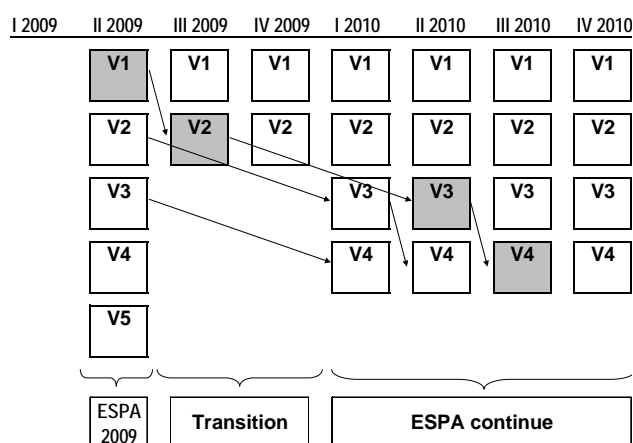 I 2009 II 2009 III 2009 IV 2009 I 2010 II 2010 III 2010 IV 2010
V1 V1 V1 V1 V1 V1 V1
V2 V2 V2 V2 V2 V2 V2
V3 V3 V3 V3 V3
V4 V4 V4 V4 V4
V5
ESPA Transition ESPA continue
2009